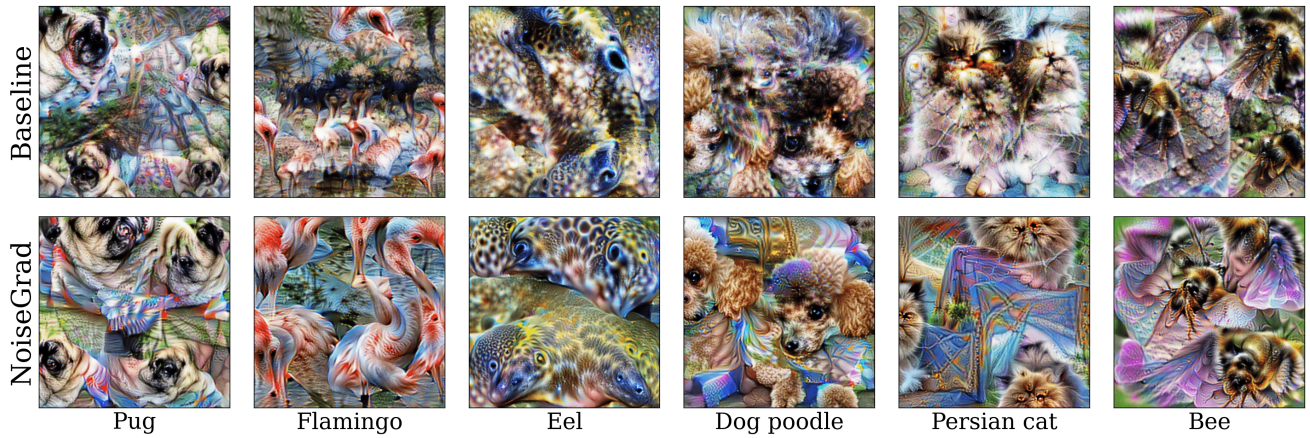 Baseline
NoiseGrad
Pug
Flamingo
Eel
Dog poodle
Persian cat
Bee